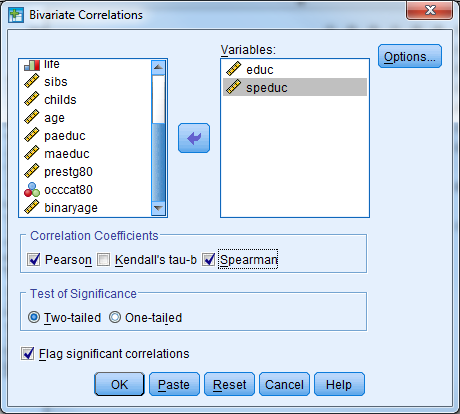 Bivariate Correlations
Variables:
life
sibs
childs
age
paeduc
maeduc
prestg80
occcat80
binaryage
educ
speduc
Options...
Correlation Coefficients
Pearson Kendall's tau-b Spearman
Test of Significance
Two-tailed One-tailed
Flag significant correlations
OK Paste Reset Cancel Help